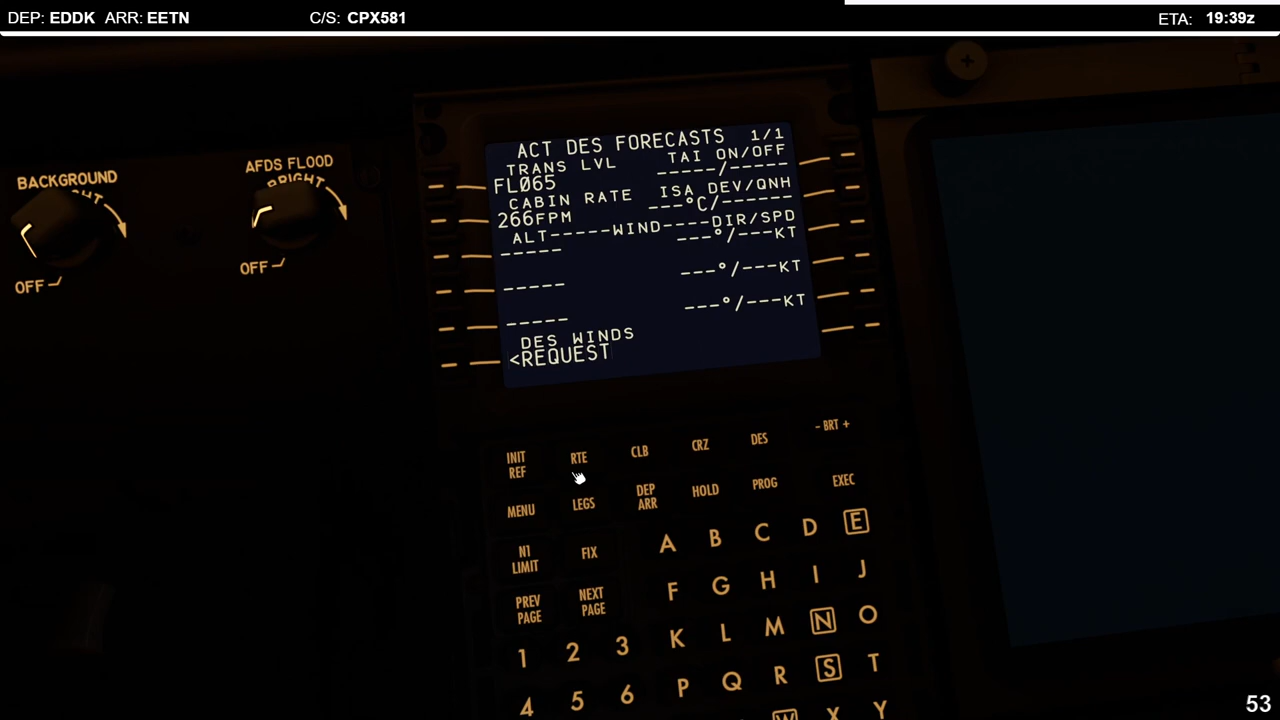 DEP: EDDK ARR: EETN C/S: CPX581 ETA: 19:39z
BACKGROUND
OFF
AFDS FLOOD
BRIGHT
OFF
ACT DES FORECASTS 1/1
TRANS LVL TAI ON/OFF
FL065 -----/-----
CABIN RATE ISA DEV/QNH
266FPM ---°C/------
ALT-----WIND----DIR/SPD
----- ---°/---KT
----- ---°/---KT
----- ---°/---KT
DES WINDS
<REQUEST
INIT REF RTE CLB CRZ DES - BRT +
MENU LEGS DEP ARR HOLD PROG EXEC
N1 LIMIT FIX
PREV PAGE NEXT PAGE
A B C D E
F G H I J
K L M N O
P Q R S T
W X Y
1 2 3
4 5 6
53